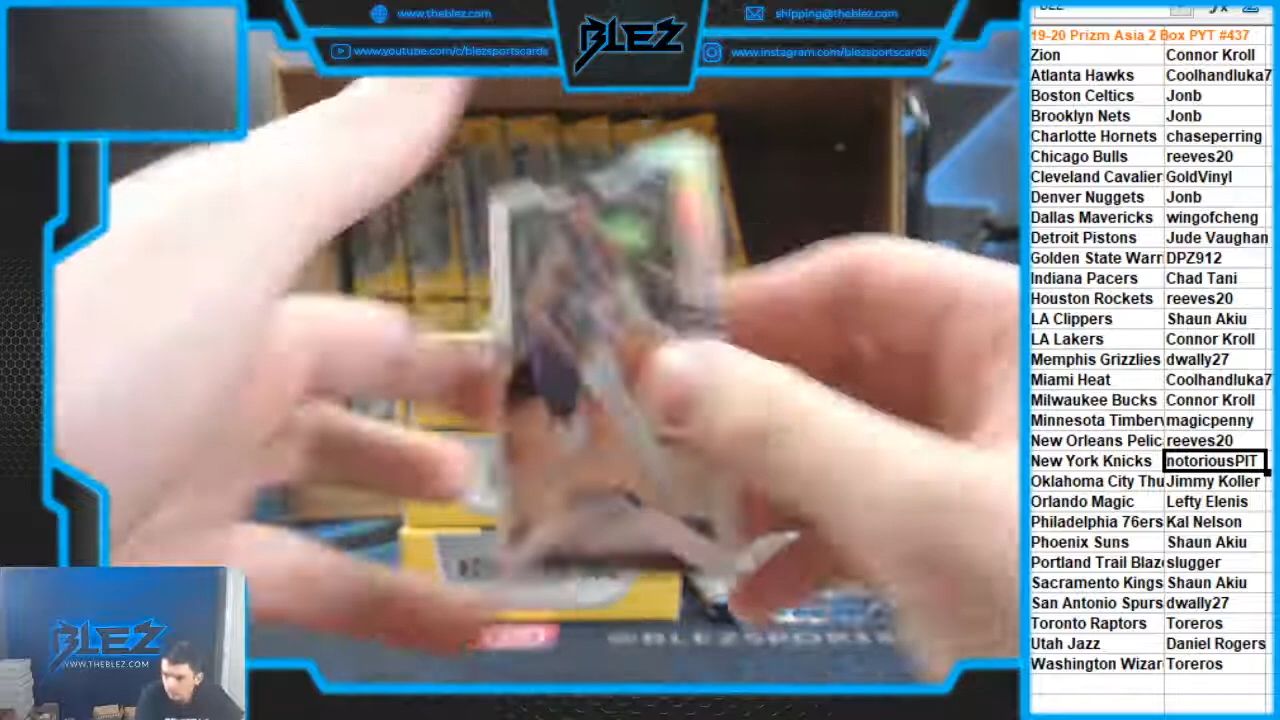 www.theblez.com
shipping@theblez.com
BLEZ
www.youtube.com/c/blezsportscards
www.instagram.com/blezsportscards/
19-20 Prizm Asia 2 Box PYT #437
Zion Connor Kroll
Atlanta Hawks Coolhandluka7
Boston Celtics Jonb
Brooklyn Nets Jonb
Charlotte Hornets chaseperring
Chicago Bulls reeves20
Cleveland Cavalier GoldVinyl
Denver Nuggets Jonb
Dallas Mavericks wingofcheng
Detroit Pistons Jude Vaughan
Golden State Warr DPZ912
Indiana Pacers Chad Tani
Houston Rockets reeves20
LA Clippers Shaun Akiu
LA Lakers Connor Kroll
Memphis Grizzlies dwally27
Miami Heat Coolhandluka7
Milwaukee Bucks Connor Kroll
Minnesota Timberv magicpenny
New Orleans Pelic reeves20
New York Knicks notoriousPIT
Oklahoma City Thu Jimmy Koller
Orlando Magic Lefty Elenis
Philadelphia 76ers Kal Nelson
Phoenix Suns Shaun Akiu
Portland Trail Blaze slugger
Sacramento Kings Shaun Akiu
San Antonio Spurs dwally27
Toronto Raptors Toreros
Utah Jazz Daniel Rogers
Washington Wizar Toreros
@BLEZSPORTS
BLEZ
WWW.THEBLEZ.COM